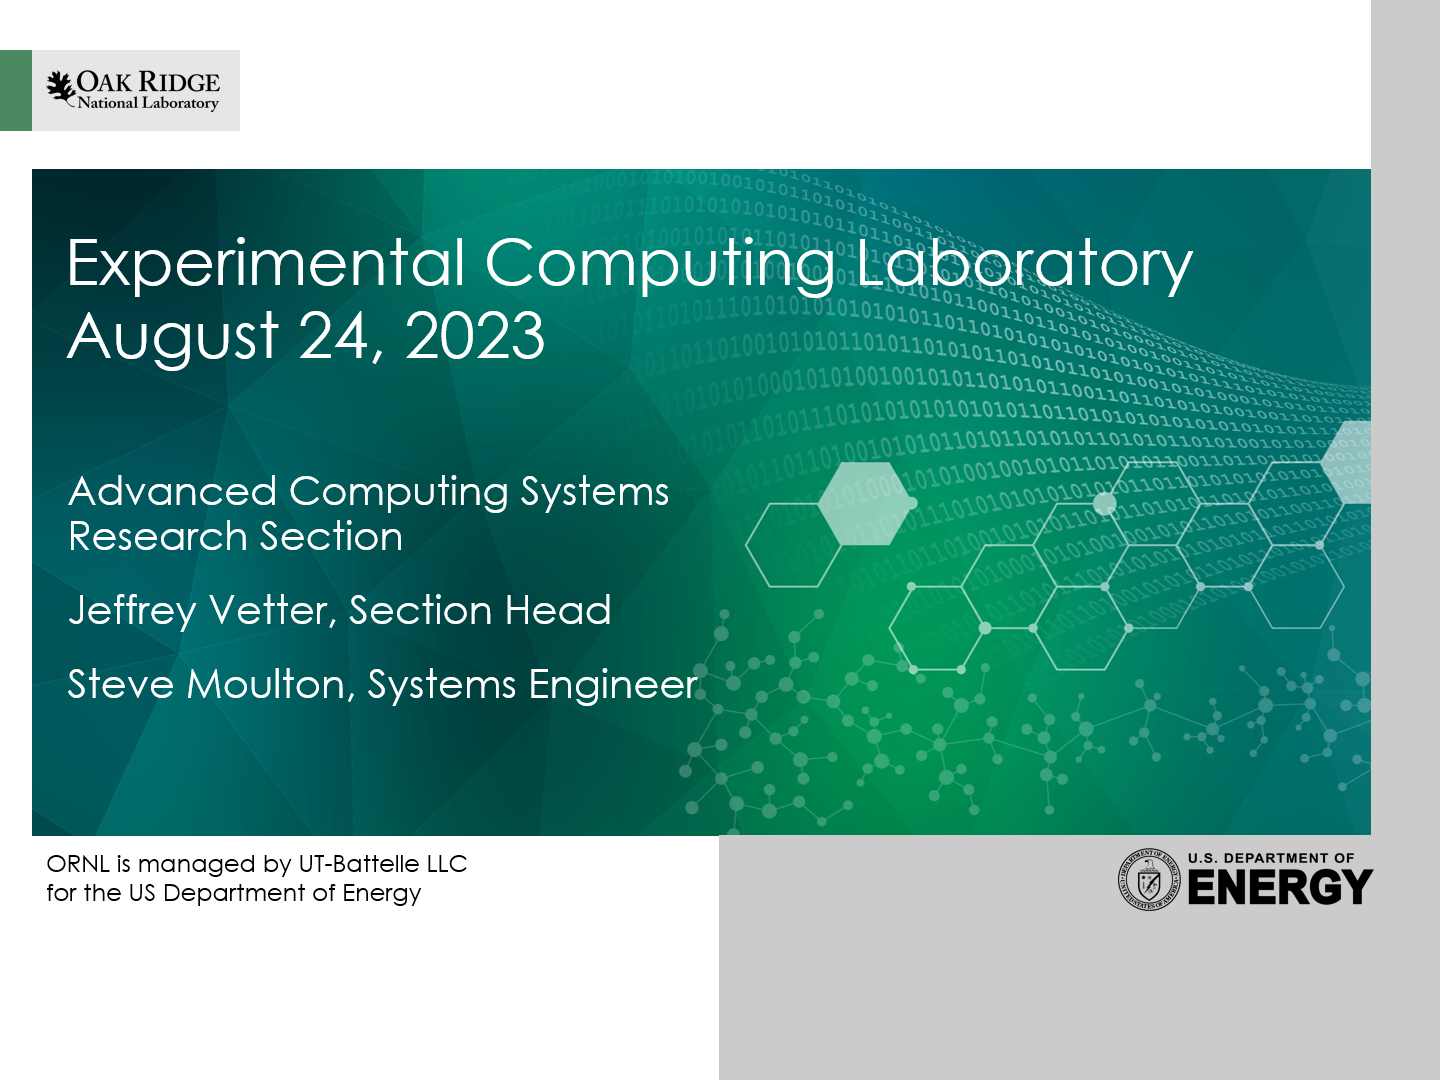 OAK RIDGE
National Laboratory
Experimental Computing Laboratory
August 24, 2023
Advanced Computing Systems
Research Section
Jeffrey Vetter, Section Head
Steve Moulton, Systems Engineer
ORNL is managed by UT-Battelle LLC
for the US Department of Energy
U.S. DEPARTMENT OF
ENERGY